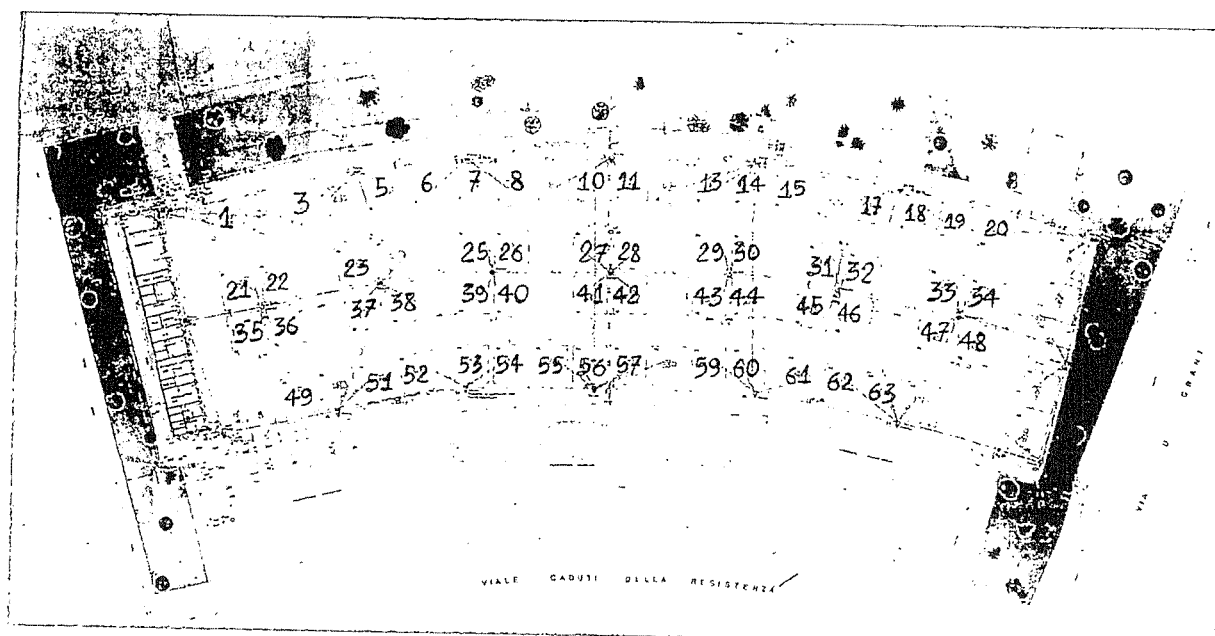 1 3 5 6 7 8 10 11 13 14 15 17 18 19 20
21 22 23 25 26 27 28 29 30 31 32 33 34
35 36 37 38 39 40 41 42 43 44 45 46 47 48
49 51 52 53 54 55 56 57 59 60 61 62 63
VIALE CADUTI DELLA RESISTENZA
VIA U GRANI